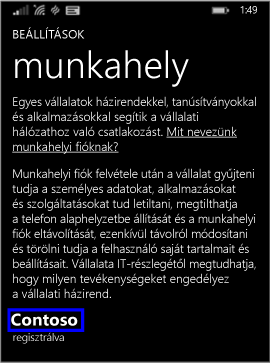 1:49
BEÁLLÍTÁSOK
munkahely
Egyes vállalatok házirendekkel, tanúsítványokkal
és alkalmazásokkal segítik a vállalati
hálózathoz való csatlakozást. Mit nevezünk
munkahelyi fióknak?
Munkahelyi fiók felvétele után a vállalat gyűjteni
tudja a személyes adatokat, alkalmazásokat
és szolgáltatásokat tud letiltani, megtilthatja
a telefon alaphelyzetbe állítását és a munkahelyi
fiók eltávolítását, ezenkívül távolról módosítani
és törölni tudja a felhasználó saját tartalmait és
beállításait. Vállalata IT-részlegétől megtudhatja,
hogy milyen tevékenységeket engedélyez
a vállalati házirend.
Contoso
regisztrálva